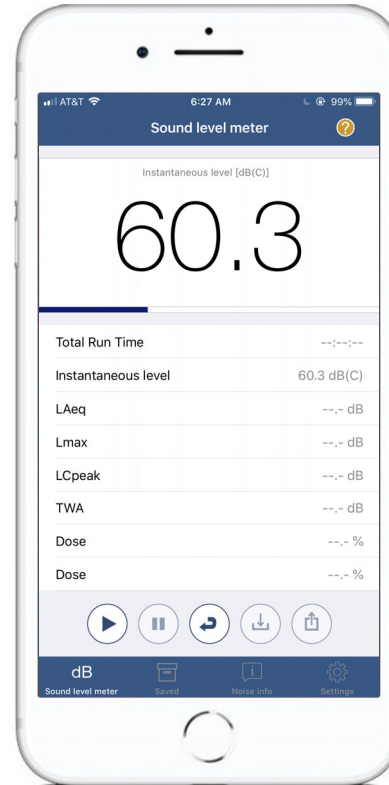 AT&T 6:27 AM 99%
Sound level meter ?
Instantaneous level [dB(C)]
60.3
Total Run Time --:--:--
Instantaneous level 60.3 dB(C)
LAeq --.- dB
Lmax --.- dB
LCpeak --.- dB
TWA --.- dB
Dose --.- %
Dose --.- %
dB
Sound level meter Saved Noise info Settings